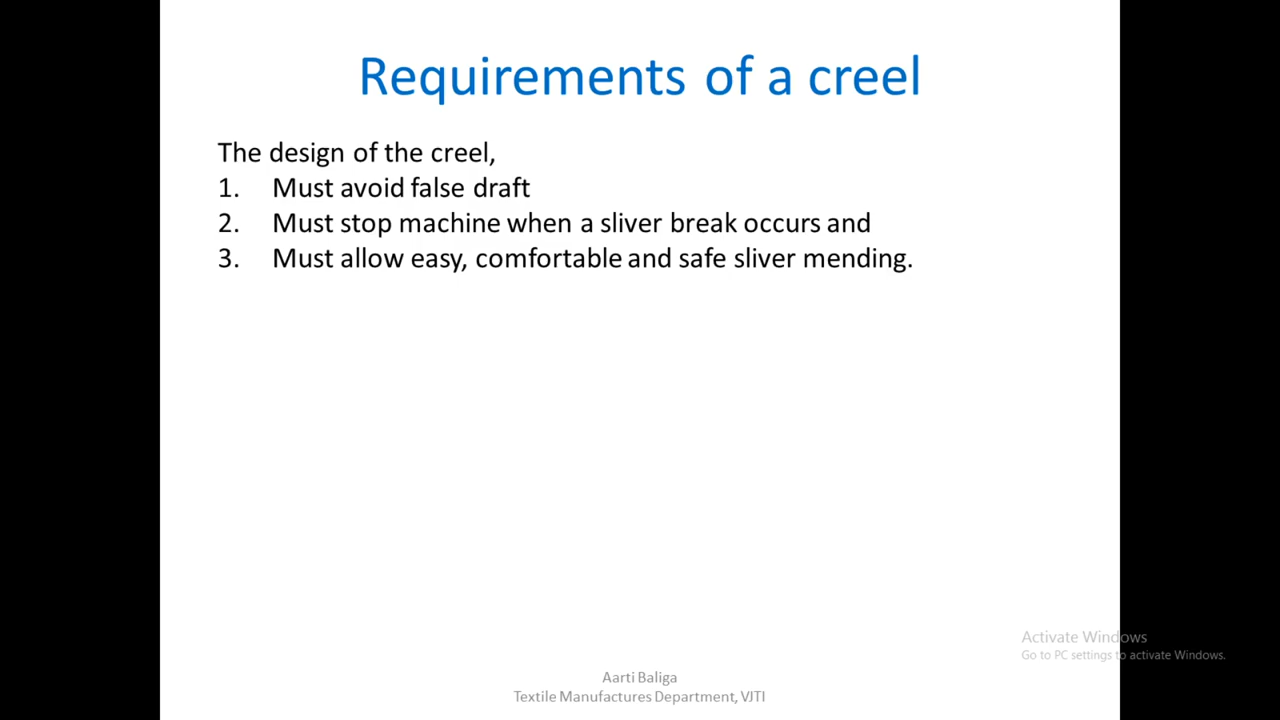 Requirements of a creel
The design of the creel,
1. Must avoid false draft
2. Must stop machine when a sliver break occurs and
3. Must allow easy, comfortable and safe sliver mending.
Activate Windows
Go to PC settings to activate Windows.
Aarti Baliga
Textile Manufactures Department, VJTI